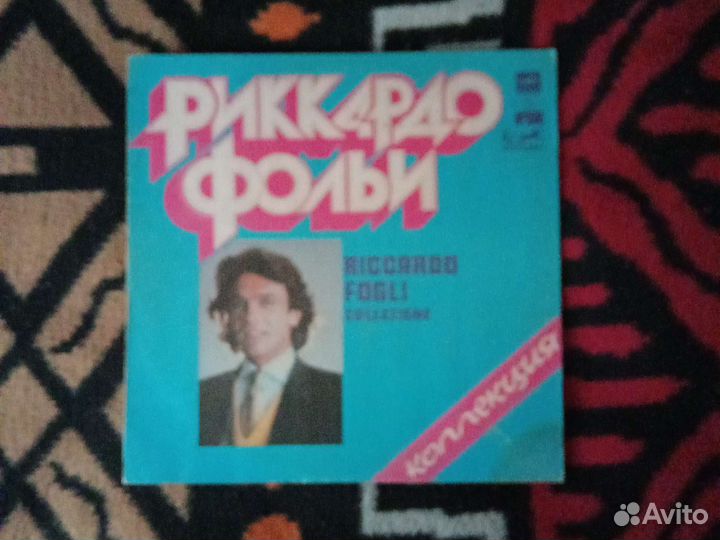 РИККАРДО
ФОЛЬИ
RICCARDO
FOGLI
COLLEZIONE
КОЛЛЕКЦИЯ
Avito